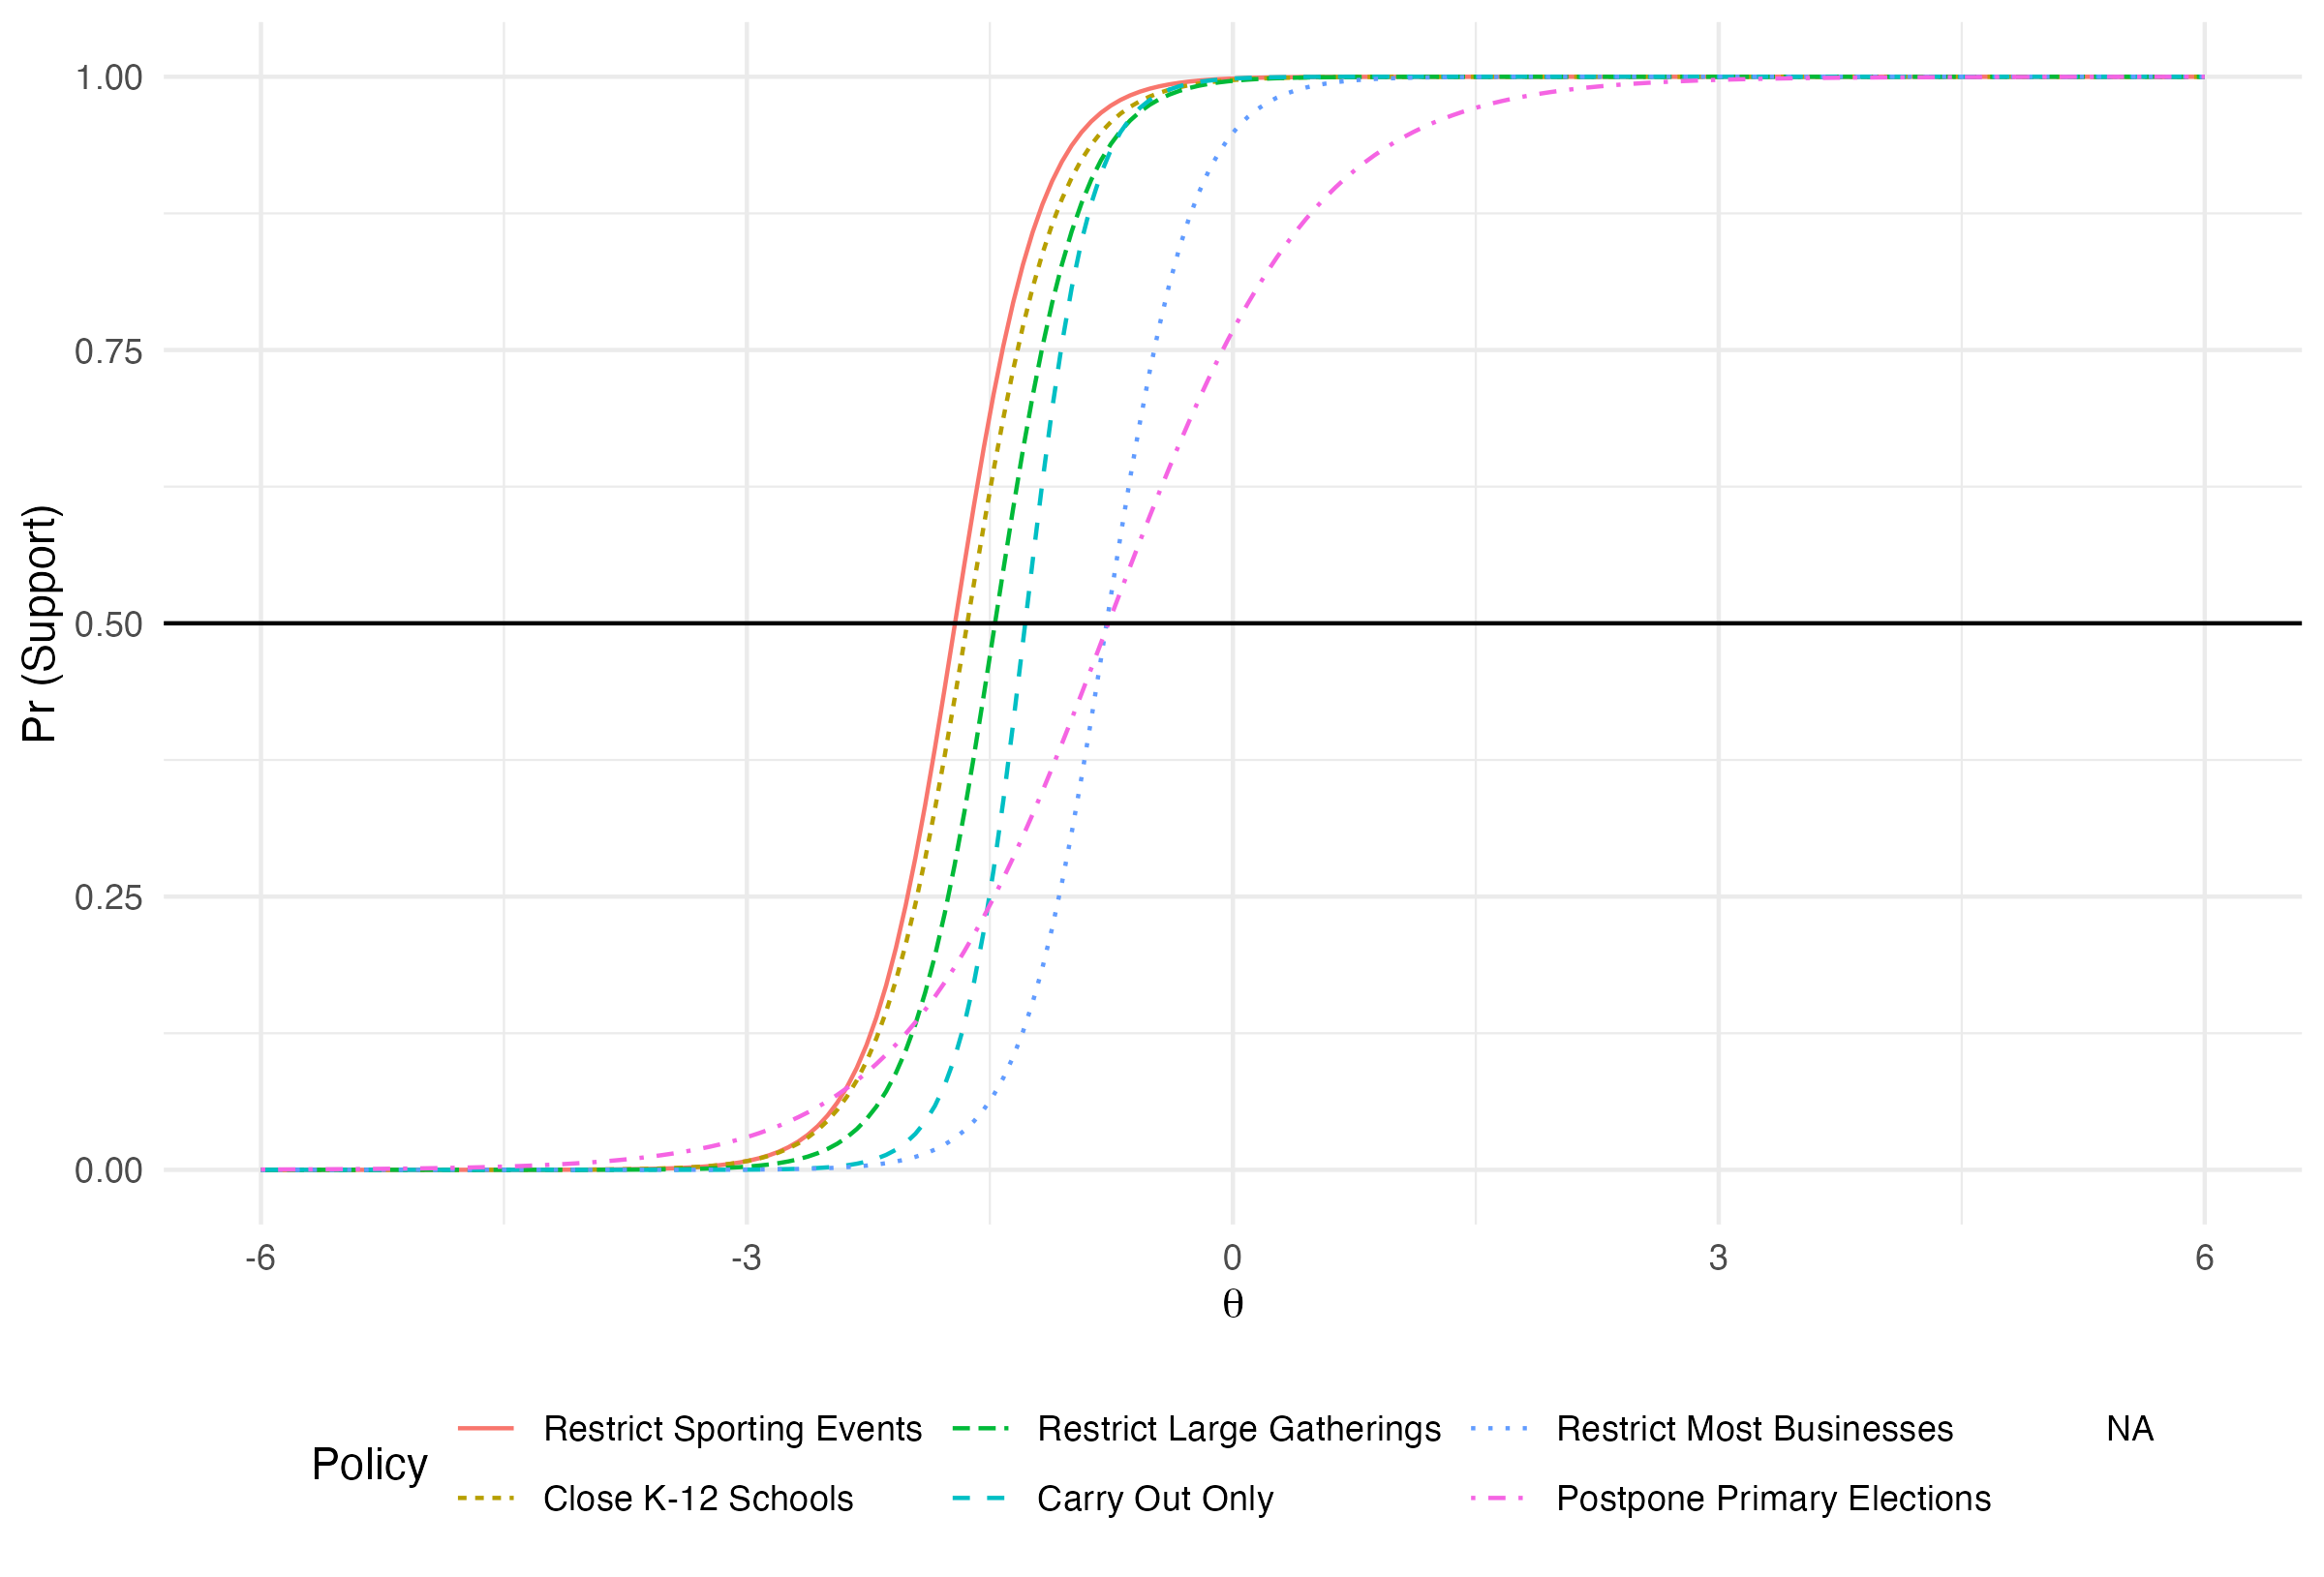 1.00
0.75
0.50
0.25
0.00
Pr (Support)
-6 -3 0 3 6
θ
Policy
Restrict Sporting Events Restrict Large Gatherings Restrict Most Businesses NA
Close K-12 Schools Carry Out Only Postpone Primary Elections